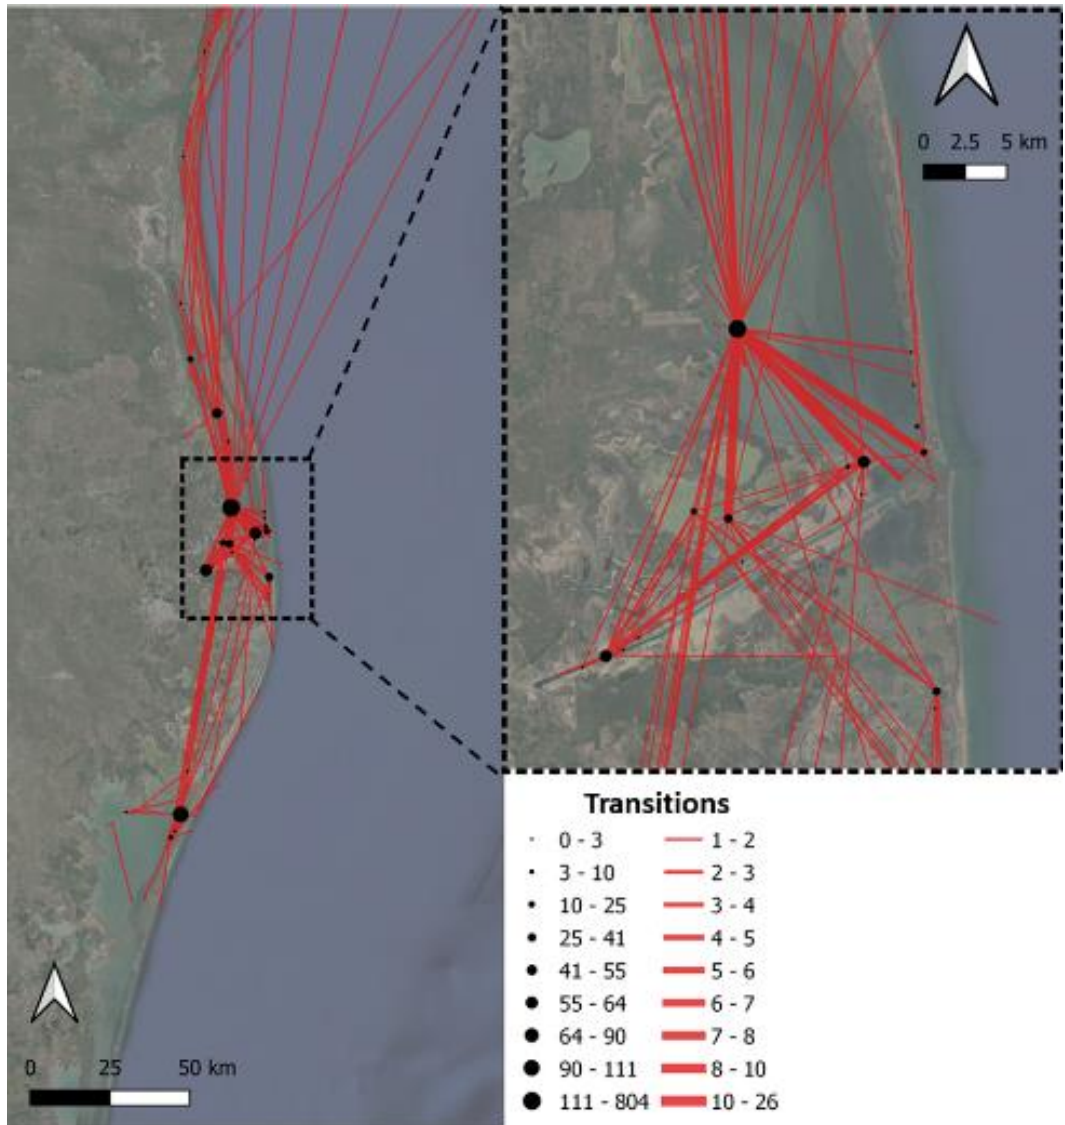 0 2.5 5 km
Transitions
0 - 3 1 - 2
3 - 10 2 - 3
10 - 25 3 - 4
25 - 41 4 - 5
41 - 55 5 - 6
55 - 64 6 - 7
64 - 90 7 - 8
90 - 111 8 - 10
111 - 804 10 - 26
0 25 50 km